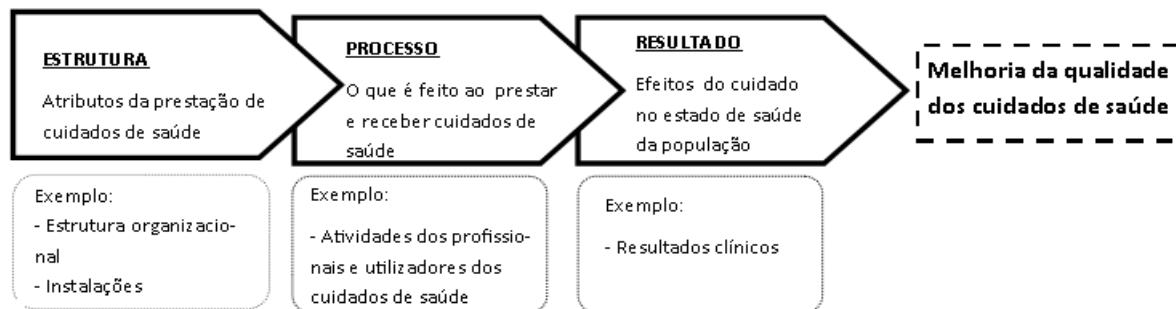 ESTRUTURA
Atributos da prestação de
cuidados de saúde
PROCESSO
O que é feito ao prestar
e receber cuidados de
saúde
RESULTADO
Efeitos do cuidado
no estado de saúde
da população
Melhoria da qualidade
dos cuidados de saúde
Exemplo:
- Estrutura organizacio-
nal
- Instalações
Exemplo:
- Atividades dos profissio-
nais e utilizadores dos
cuidados de saúde
Exemplo:
- Resultados clínicos